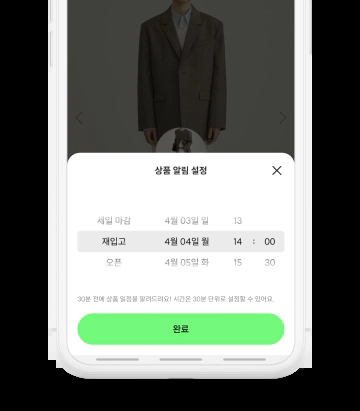 상품 알림 설정
세일 마감 4월 03일 일 13
재입고 4월 04일 월 14 : 00
오픈 4월 05일 화 15 30
30분 전에 상품 일정을 알려드려요! 시간은 30분 단위로 설정할 수 있어요.
완료